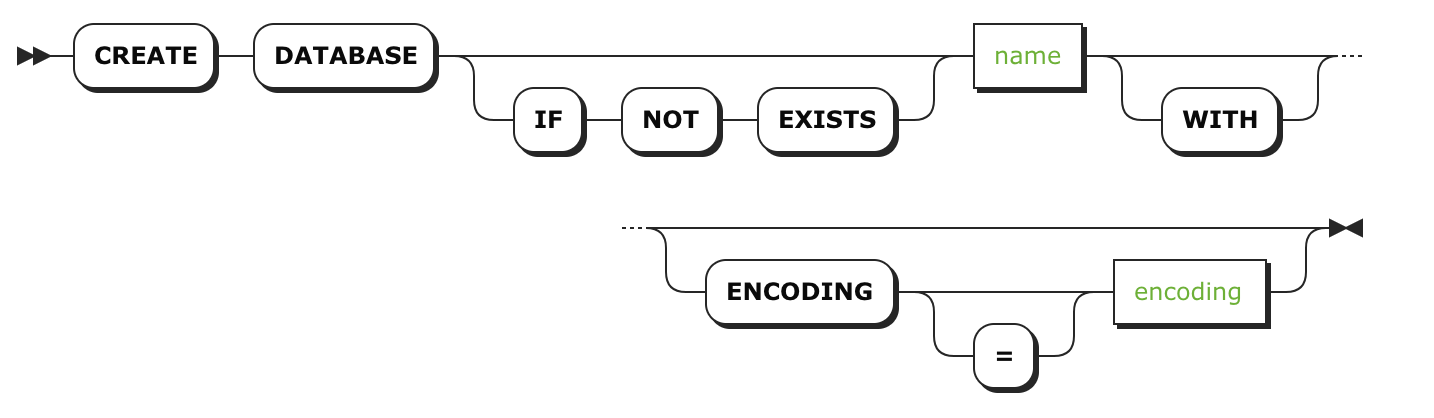 CREATE DATABASE name
IF NOT EXISTS WITH
ENCODING encoding
=